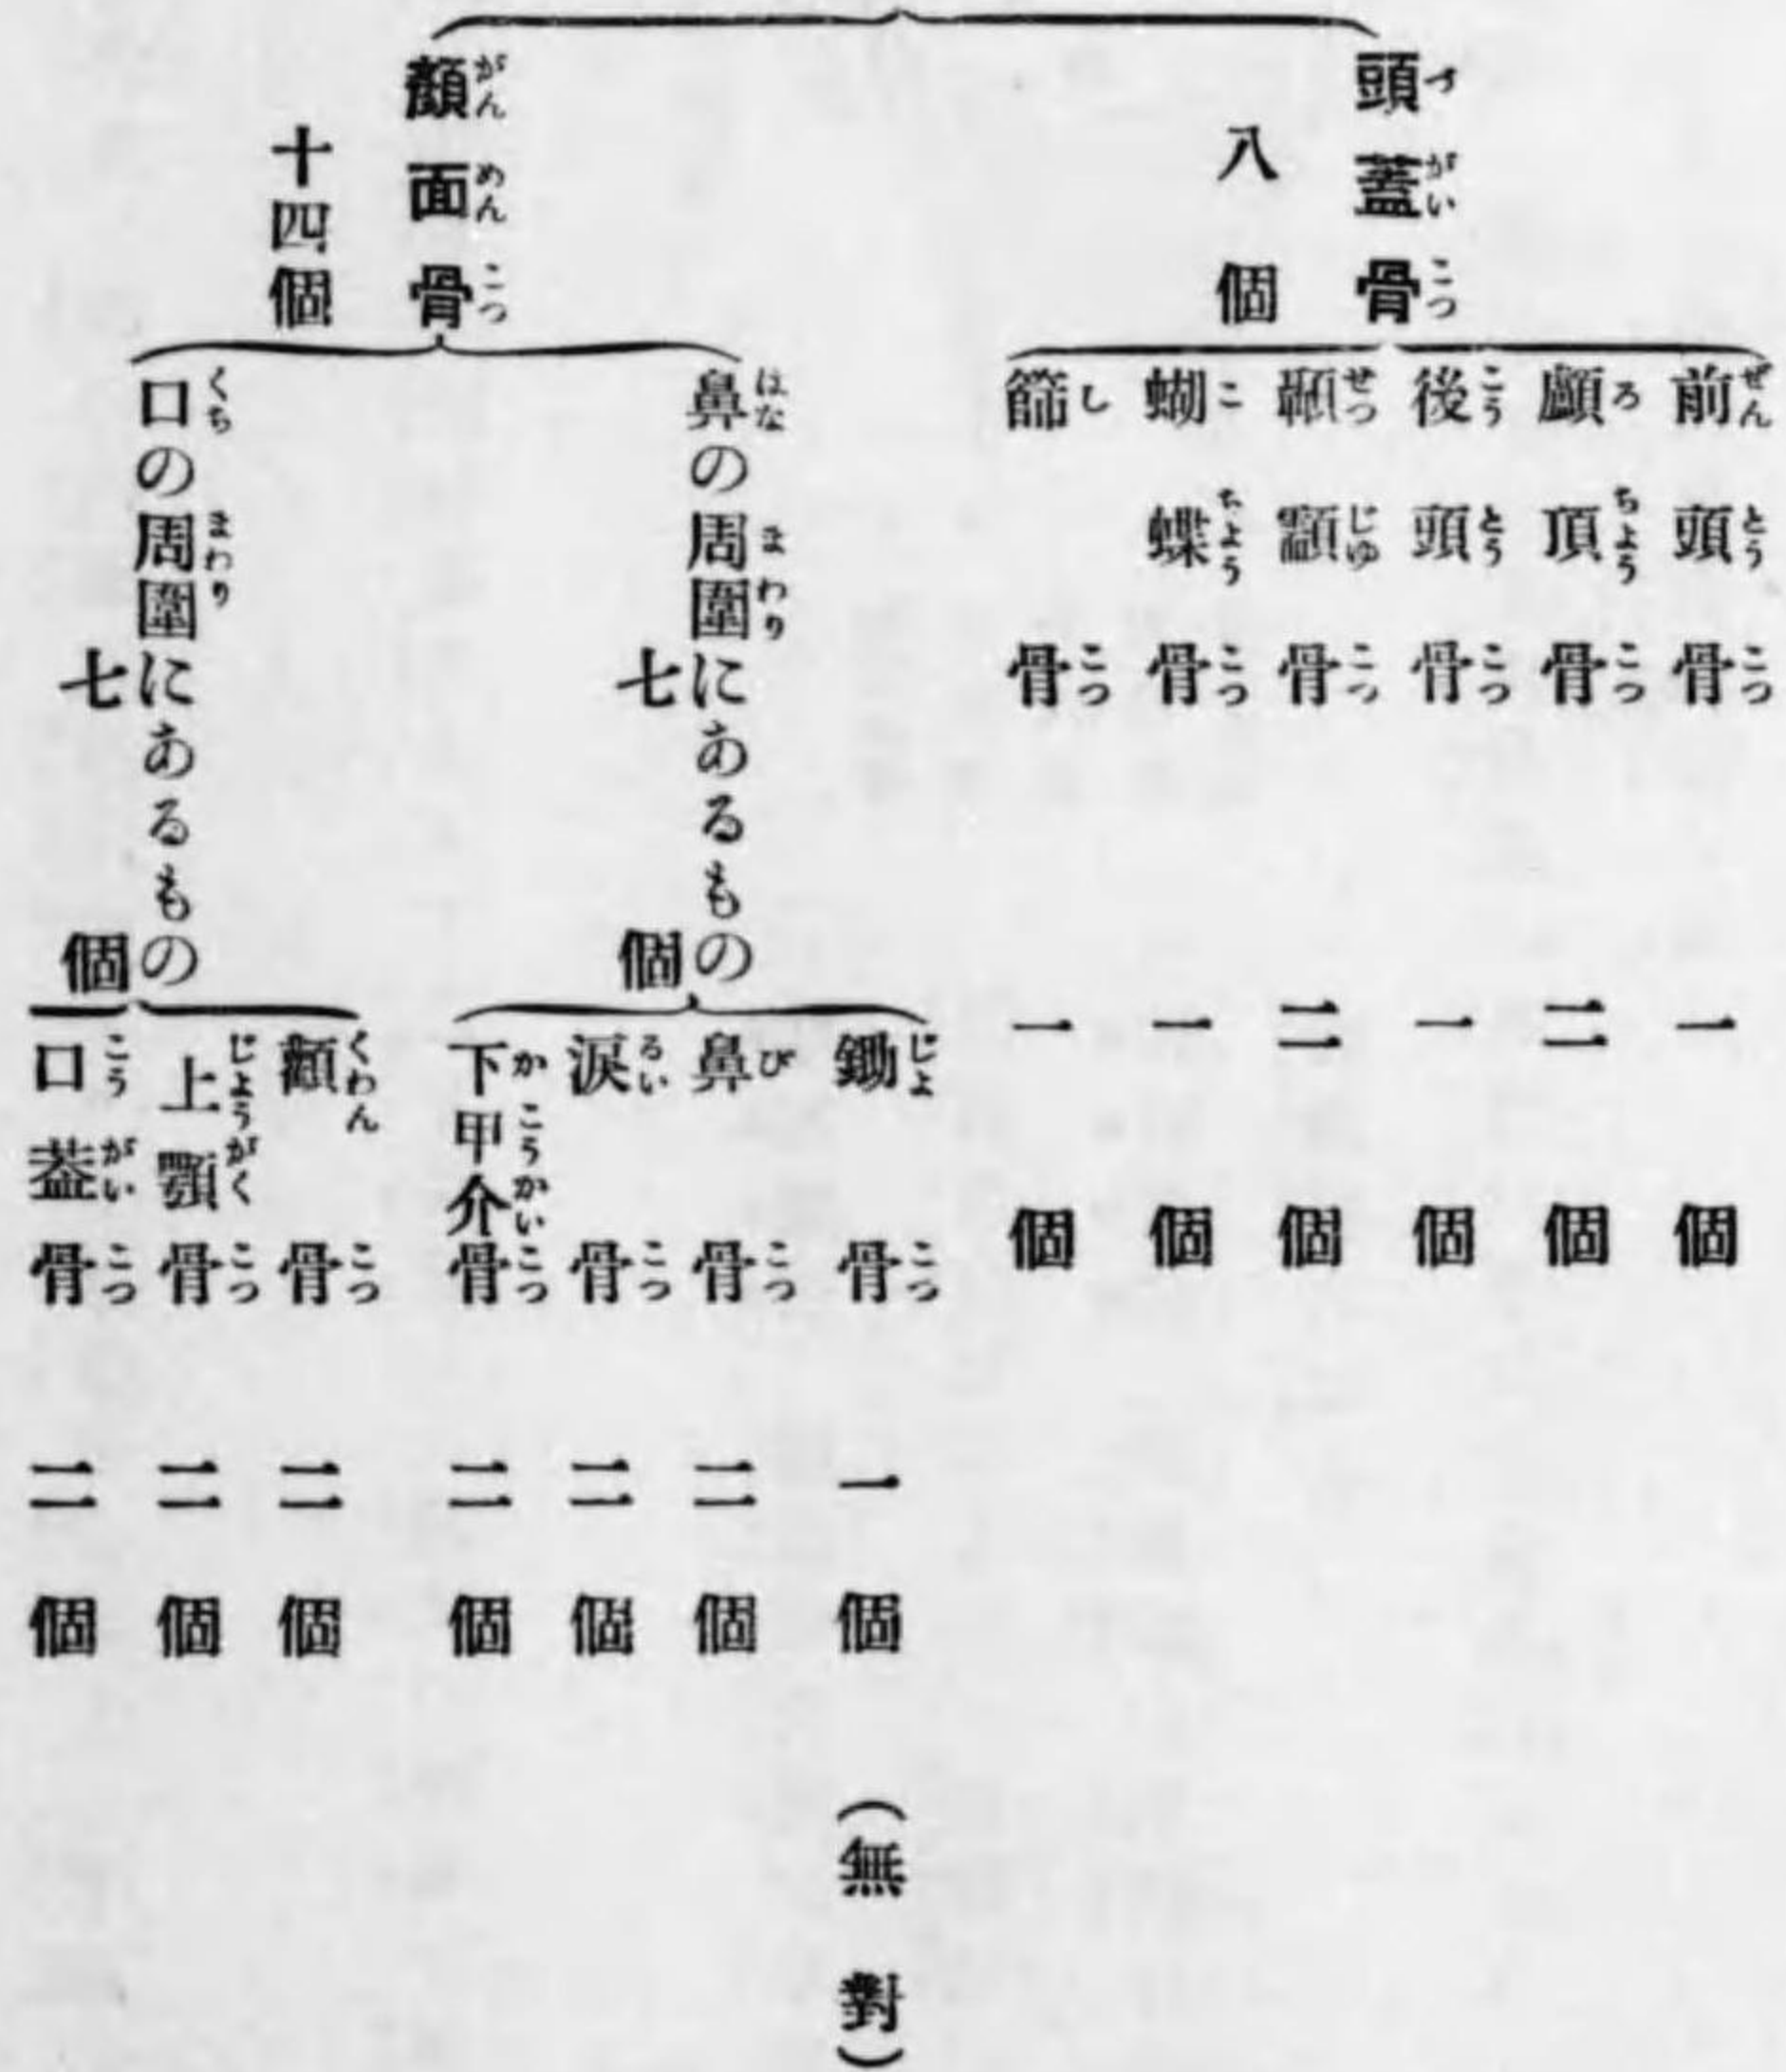 頭蓋骨
八個
前頭骨 一個
顱頂骨 二個
後頭骨 一個
顳顬骨 二個
蝴蝶骨 一個
篩骨 一個
顏面骨
十四個
鼻の周圍にあるもの
七個
鋤骨 一個 (無對)
鼻骨 二個
淚骨 二個
下甲介骨 二個
口の周圍にあるもの
七個
顴骨 二個
上顎骨 二個
口蓋骨 二個